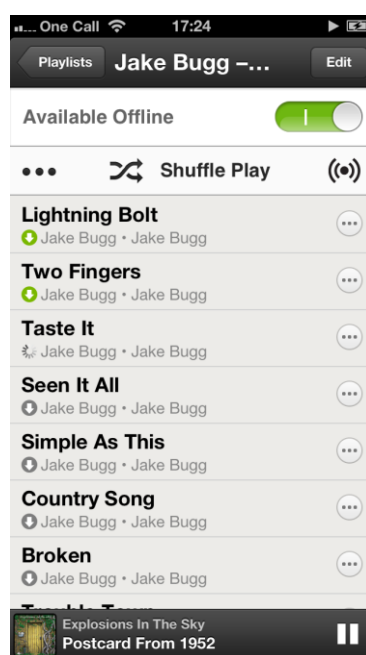 ... One Call 17:24
Playlists Jake Bugg –... Edit
Available Offline
Shuffle Play
Lightning Bolt
Jake Bugg • Jake Bugg
Two Fingers
Jake Bugg • Jake Bugg
Taste It
Jake Bugg • Jake Bugg
Seen It All
Jake Bugg • Jake Bugg
Simple As This
Jake Bugg • Jake Bugg
Country Song
Jake Bugg • Jake Bugg
Broken
Jake Bugg • Jake Bugg
Trouble Town
Explosions In The Sky
Postcard From 1952